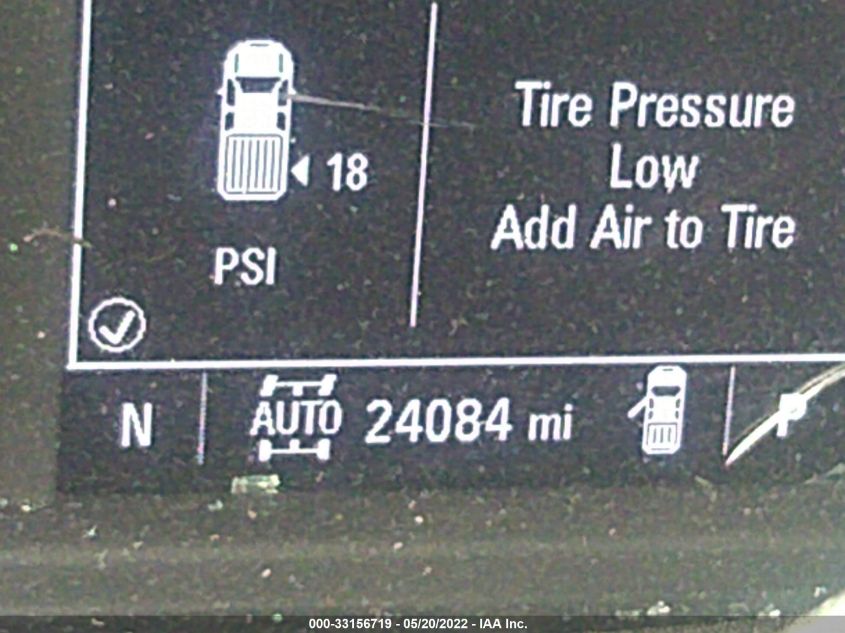 18
PSI
Tire Pressure
Low
Add Air to Tire
N
AUTO
24084 mi
P
000-33156719 - 05/20/2022 - IAA Inc.